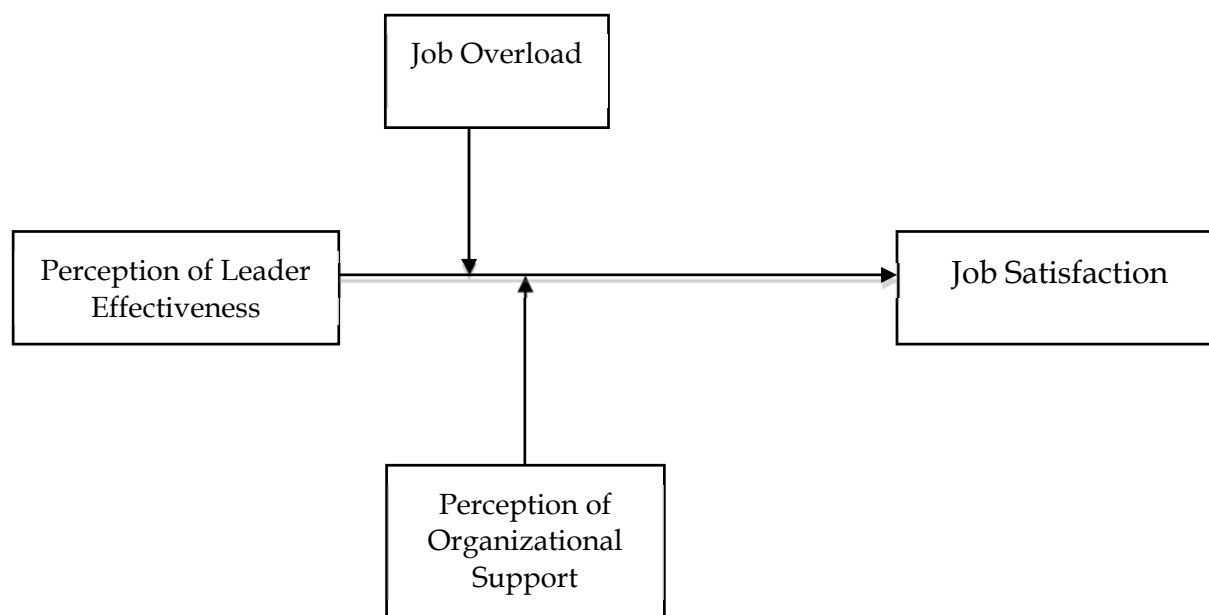 Job Overload
Perception of Leader
Effectiveness
Job Satisfaction
Perception of
Organizational
Support